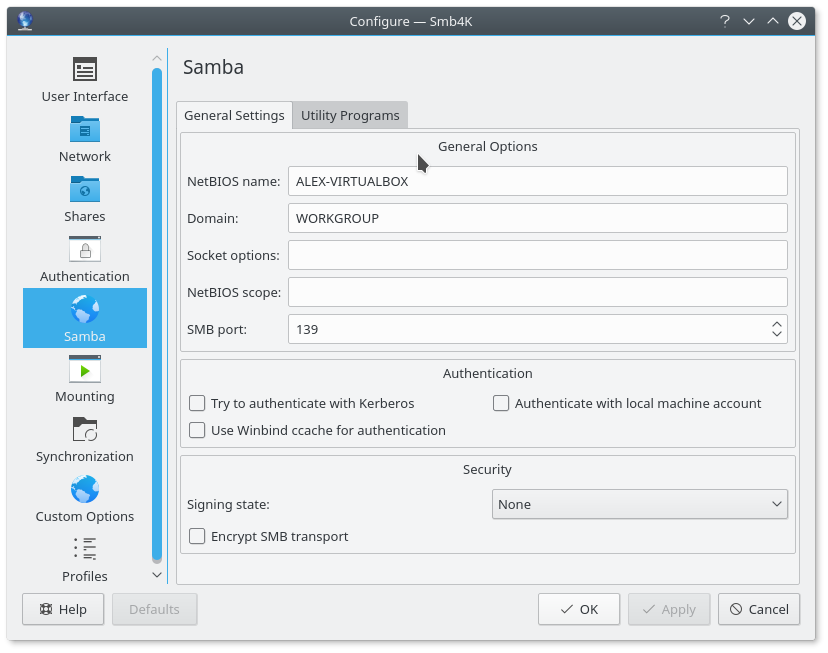 Configure — Smb4K
User Interface
Network
Shares
Authentication
Samba
Mounting
Synchronization
Custom Options
Profiles
Samba
General Settings
Utility Programs
General Options
NetBIOS name: ALEX-VIRTUALBOX
Domain: WORKGROUP
Socket options:
NetBIOS scope:
SMB port: 139
Authentication
Try to authenticate with Kerberos
Authenticate with local machine account
Use Winbind ccache for authentication
Security
Signing state: None
Encrypt SMB transport
Help
Defaults
OK
Apply
Cancel